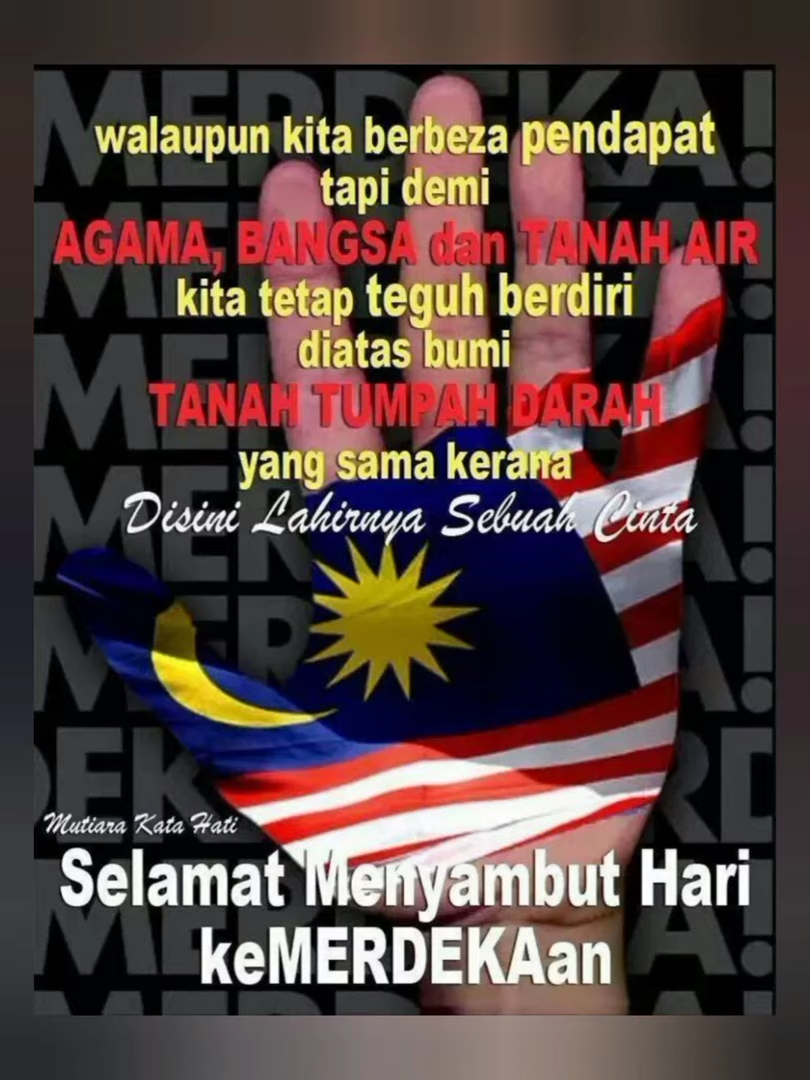 walaupun kita berbeza pendapat
tapi demi
AGAMA, BANGSA dan TANAH AIR
kita tetap teguh berdiri
diatas bumi
TANAH TUMPAH DARAH
yang sama kerana
Disini Lahirnya Sebuah Cinta
Mutiara Kata Hati
Selamat Menyambut Hari
keMERDEKAan